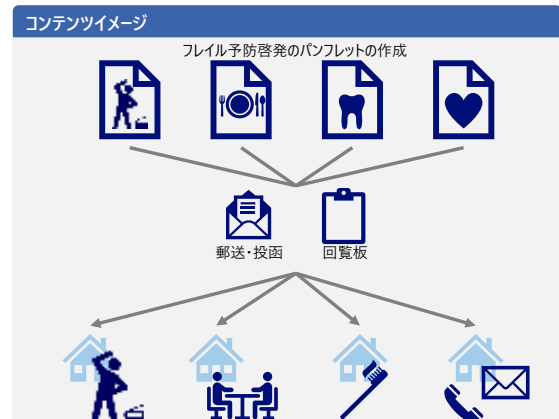 コンテンツイメージ
フレイル予防啓発のパンフレットの作成
郵送・投函
回覧板